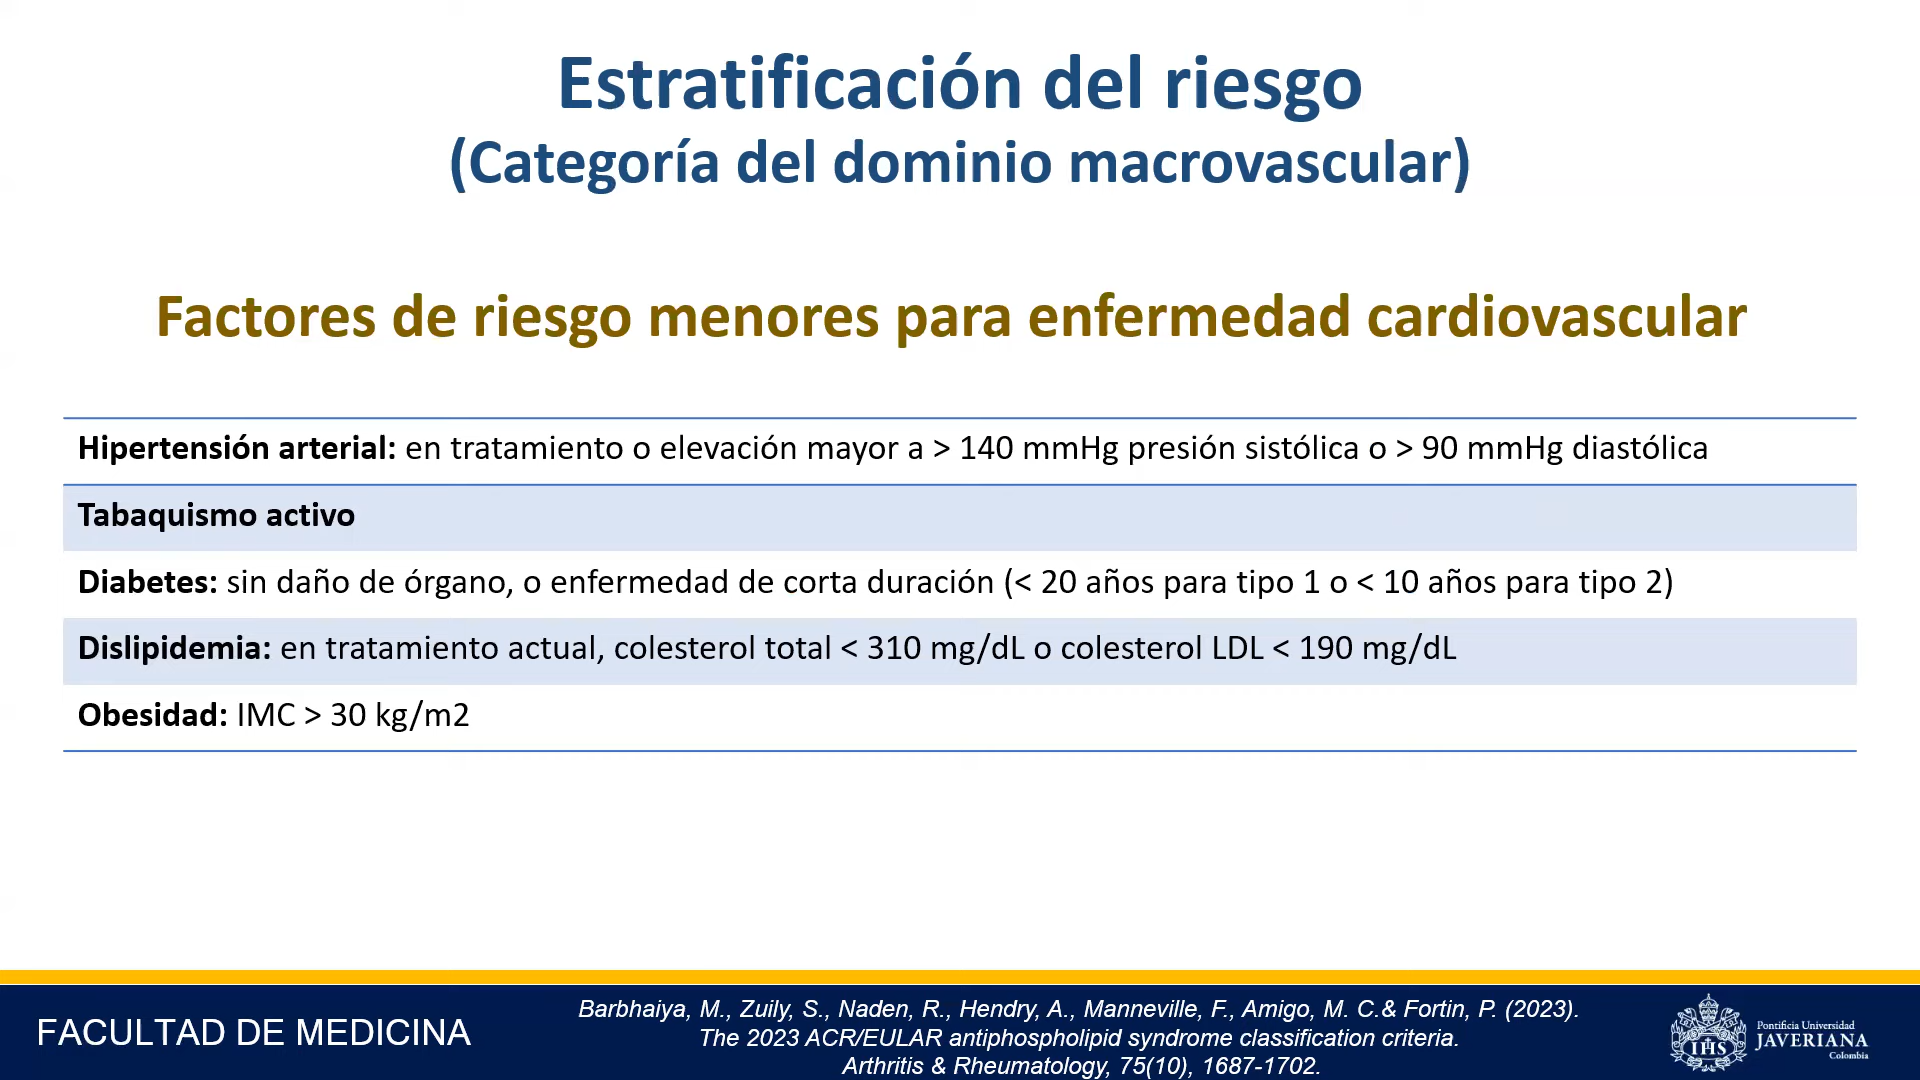 Estratificación del riesgo
(Categoría del dominio macrovascular)
Factores de riesgo menores para enfermedad cardiovascular
Hipertensión arterial: en tratamiento o elevación mayor a > 140 mmHg presión sistólica o > 90 mmHg diastólica
Tabaquismo activo
Diabetes: sin daño de órgano, o enfermedad de corta duración (< 20 años para tipo 1 o < 10 años para tipo 2)
Dislipidemia: en tratamiento actual, colesterol total < 310 mg/dL o colesterol LDL < 190 mg/dL
Obesidad: IMC > 30 kg/m2
FACULTAD DE MEDICINA
Barbhaiya, M., Zuily, S., Naden, R., Hendry, A., Manneville, F., Amigo, M. C.& Fortin, P. (2023).
The 2023 ACR/EULAR antiphospholipid syndrome classification criteria.
Arthritis & Rheumatology, 75(10), 1687-1702.
IHS
Pontificia Universidad
JAVERIANA
Colombia